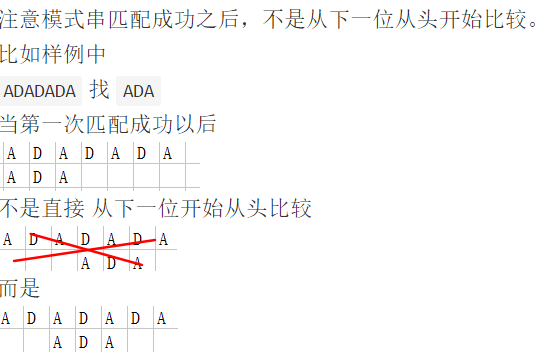 注意模式串匹配成功之后，不是从下一位从头开始比较。
比如样例中
ADADADA 找 ADA
当第一次匹配成功以后
A D A D A D A
A D A
不是直接 从下一位开始从头比较
A D A D A D A
A D A
而是
A D A D A D A
A D A